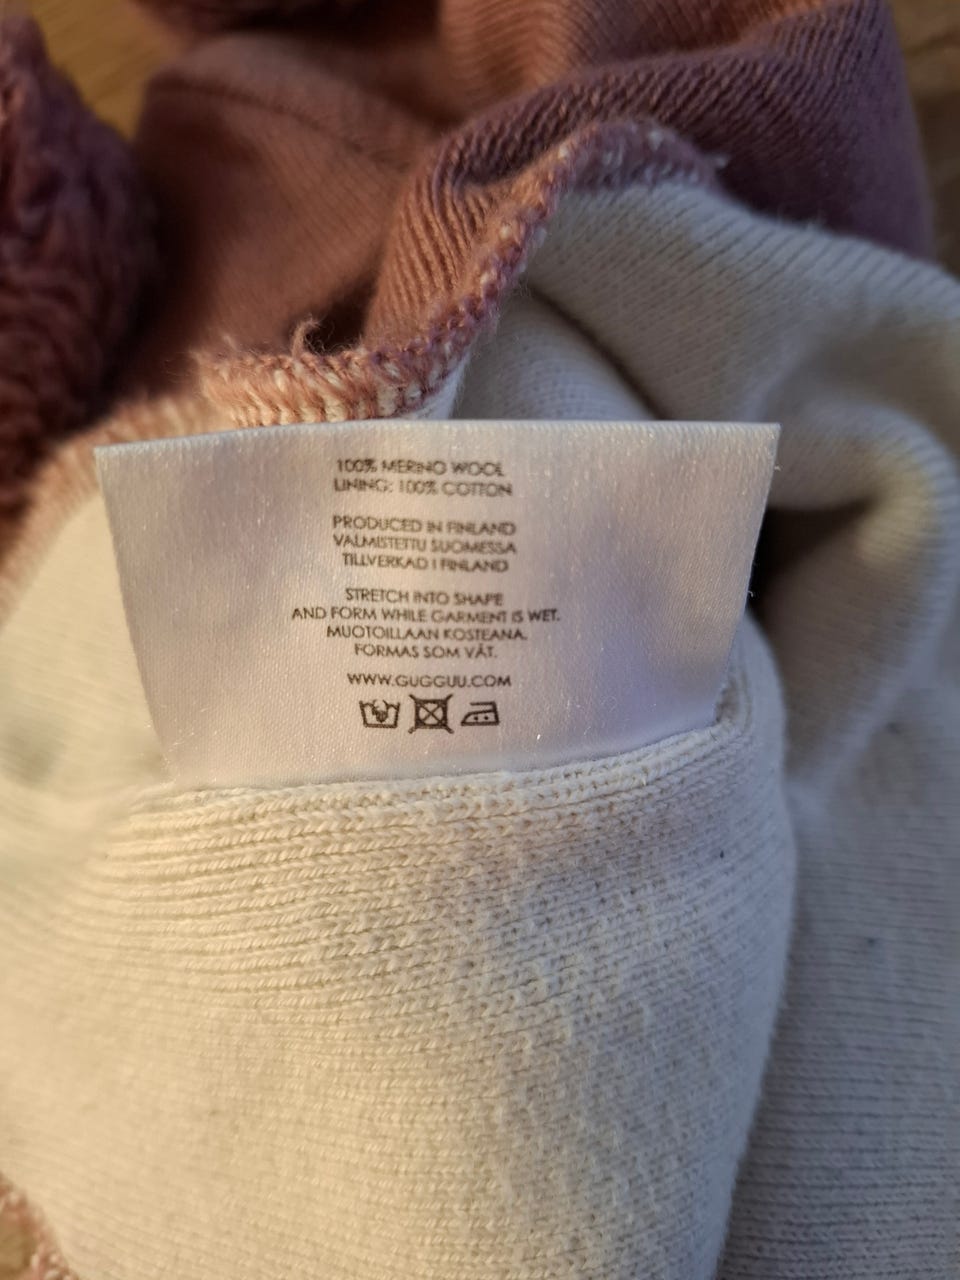 100% MERINO WOOL
LINING: 100% COTTON
PRODUCED IN FINLAND
VALMISTETTU SUOMESSA
TILLVERKAD I FINLAND
STRETCH INTO SHAPE
AND FORM WHILE GARMENT IS WET.
MUOTOILLAAN KOSTEANA.
FORMAS SOM VÅT.
WWW.GUGGUU.COM